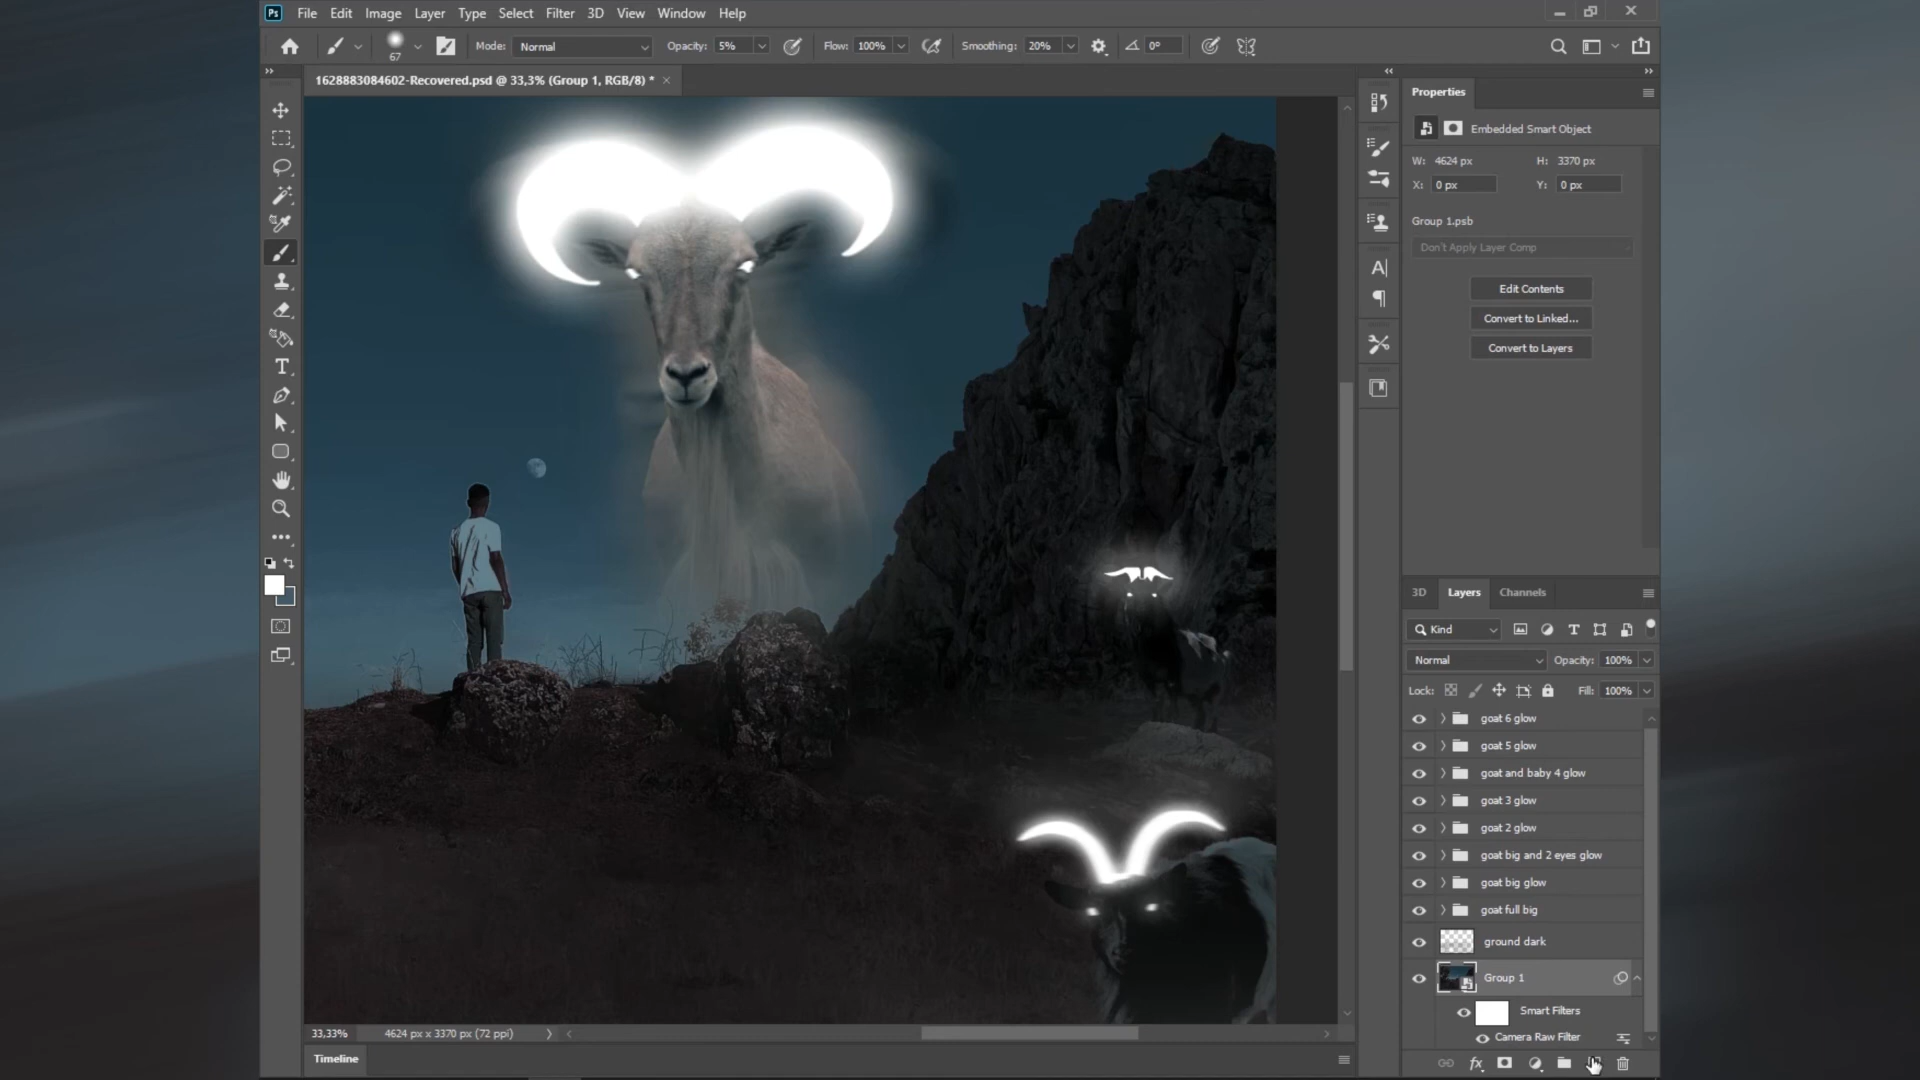 Ps File Edit Image Layer Type Select Filter 3D View Window Help
67 Mode: Normal Opacity: 5% Flow: 100% Smoothing: 20% 0°
1628883084602-Recovered.psd @ 33,3% (Group 1, RGB/8) *
Properties
Embedded Smart Object
W: 4624 px H: 3370 px
X: 0 px Y: 0 px
Group 1.psb
Don't Apply Layer Comp
Edit Contents
Convert to Linked...
Convert to Layers
3D Layers Channels
Kind
Normal Opacity: 100%
Lock: Fill: 100%
goat 6 glow
goat 5 glow
goat and baby 4 glow
goat 3 glow
goat 2 glow
goat big and 2 eyes glow
goat big glow
goat full big
ground dark
Group 1
Smart Filters
Camera Raw Filter
fx
33,33% 4624 px x 3370 px (72 ppi)
Timeline